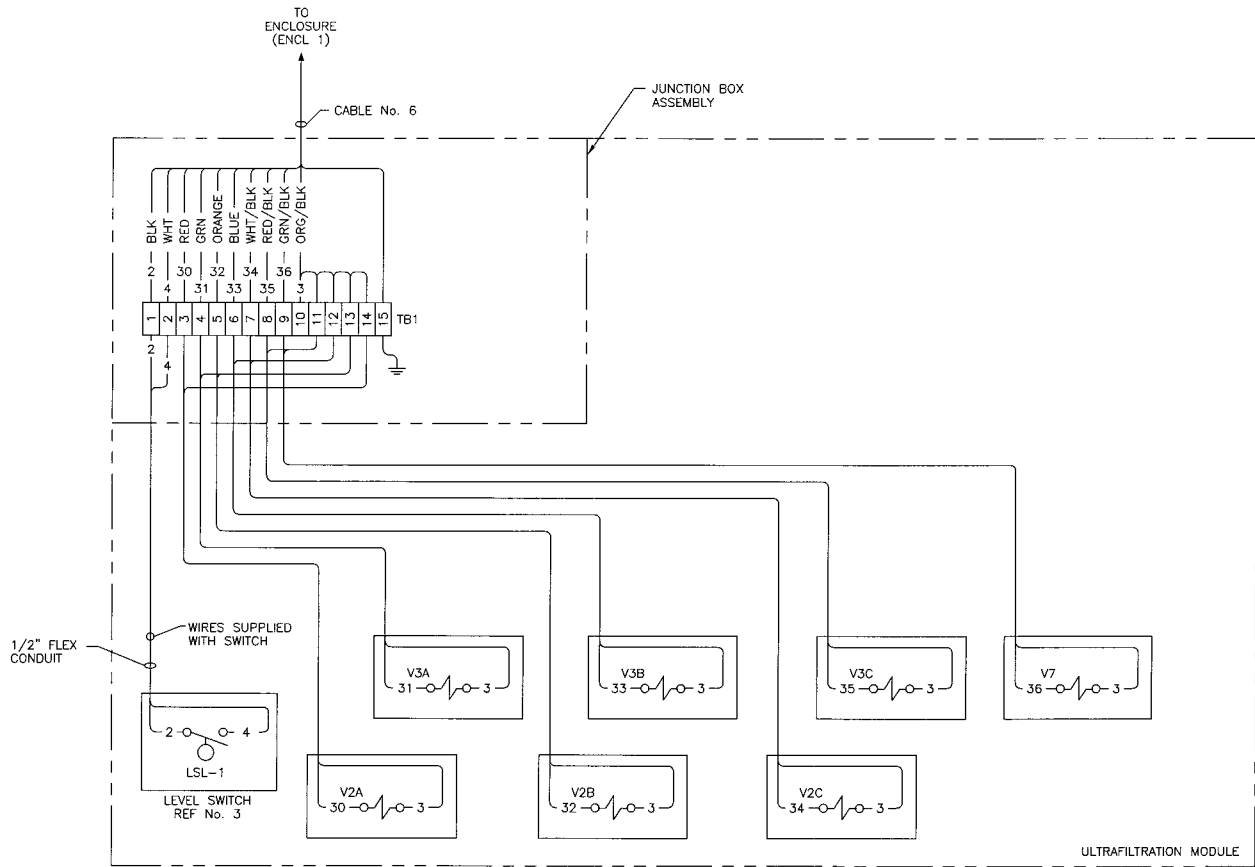 TO
ENCLOSURE
(ENCL 1)
CABLE No. 6
JUNCTION BOX
ASSEMBLY
BLK
WHT
RED
GRN
ORANGE
BLUE
WHT/BLK
RED/BLK
GRN/BLK
ORG/BLK
2 30 32 34 36
4 31 33 35 3
1 2 3 4 5 6 7 8 9 10 11 12 13 14 15 TB1
2
4
1/2" FLEX
CONDUIT
WIRES SUPPLIED
WITH SWITCH
V3A
31 3
V3B
33 3
V3C
35 3
V7
36 3
2 4
LSL-1
LEVEL SWITCH
REF No. 3
V2A
30 3
V2B
32 3
V2C
34 3
ULTRAFILTRATION MODULE